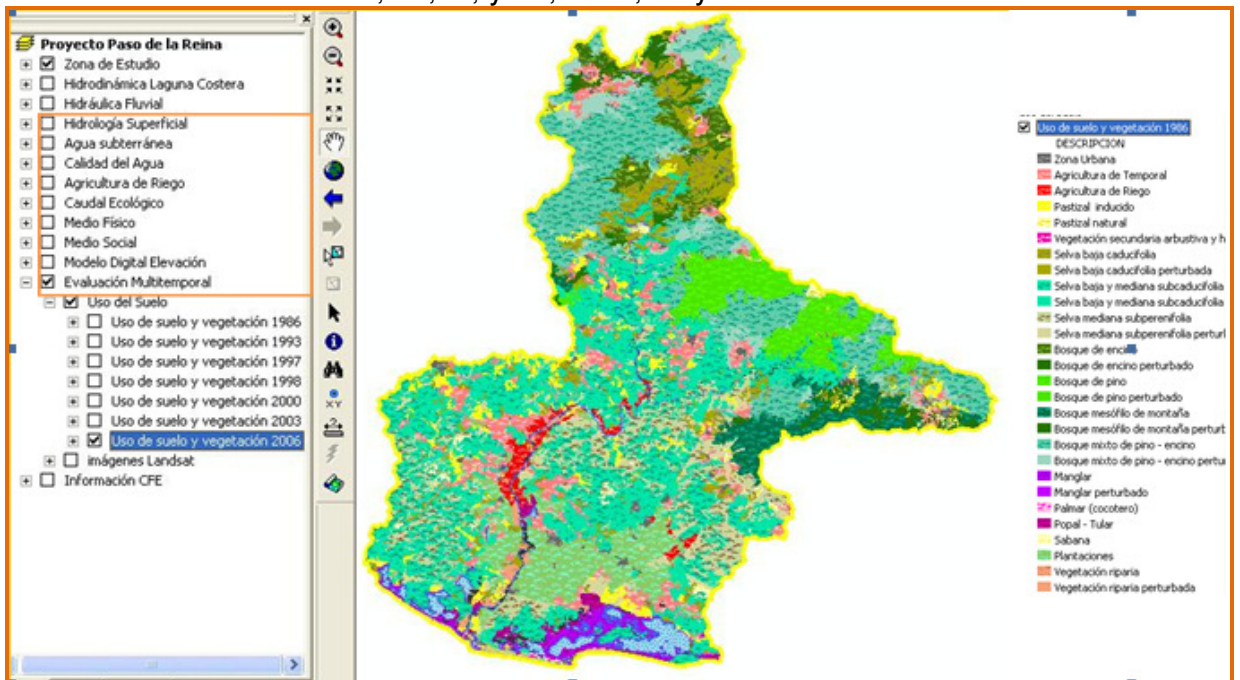 Proyecto Paso de la Reina
Zona de Estudio
Hidrodinámica Laguna Costera
Hidráulica Fluvial
Hidrología Superficial
Agua subterránea
Calidad del Agua
Agricultura de Riego
Caudal Ecológico
Medio Físico
Medio Social
Modelo Digital Elevación
Evaluación Multitemporal
Uso del Suelo
Uso de suelo y vegetación 1986
Uso de suelo y vegetación 1993
Uso de suelo y vegetación 1997
Uso de suelo y vegetación 1998
Uso de suelo y vegetación 2000
Uso de suelo y vegetación 2003
Uso de suelo y vegetación 2006
imágenes Landsat
Información CFE
XY
Uso de suelo y vegetación 1986
DESCRIPCION
Zona Urbana
Agricultura de Temporal
Agricultura de Riego
Pastizal inducido
Pastizal natural
Vegetación secundaria arbustiva y h
Selva baja caducifolia
Selva baja caducifolia perturbada
Selva baja y mediana subcaducifolia
Selva baja y mediana subcaducifolia
Selva mediana subperenifolia
Selva mediana subperenifolia perturl
Bosque de encino
Bosque de encino perturbado
Bosque de pino
Bosque de pino perturbado
Bosque mesófilo de montaña
Bosque mesófilo de montaña perturt
Bosque mixto de pino - encino
Bosque mixto de pino - encino pertui
Manglar
Manglar perturbado
Palmar (cocotero)
Popal - Tular
Sabana
Plantaciones
Vegetación riparia
Vegetación riparia perturbada